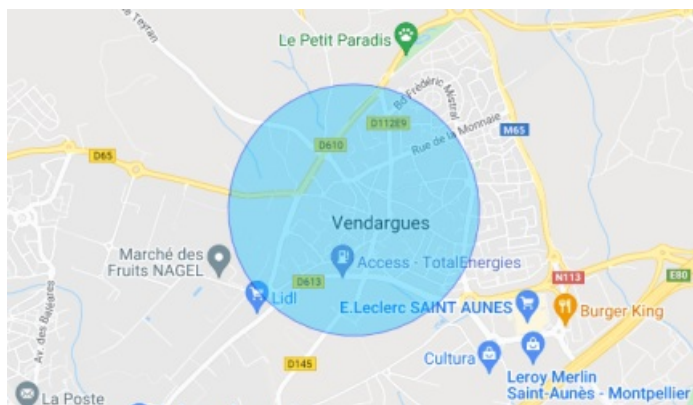 de Teyran
Le Petit Paradis
Bd Frédéric Mistral
D112E9
D610
Rue de la Monnaie
M65
D65
Vendargues
Marché des
Fruits NAGEL
Access - TotalEnergies
D613
N113
E80
Lidl
E.Leclerc SAINT AUNES
Burger King
Av. des Baléares
D145
Cultura
Leroy Merlin
Saint-Aunès - Montpellier
La Poste